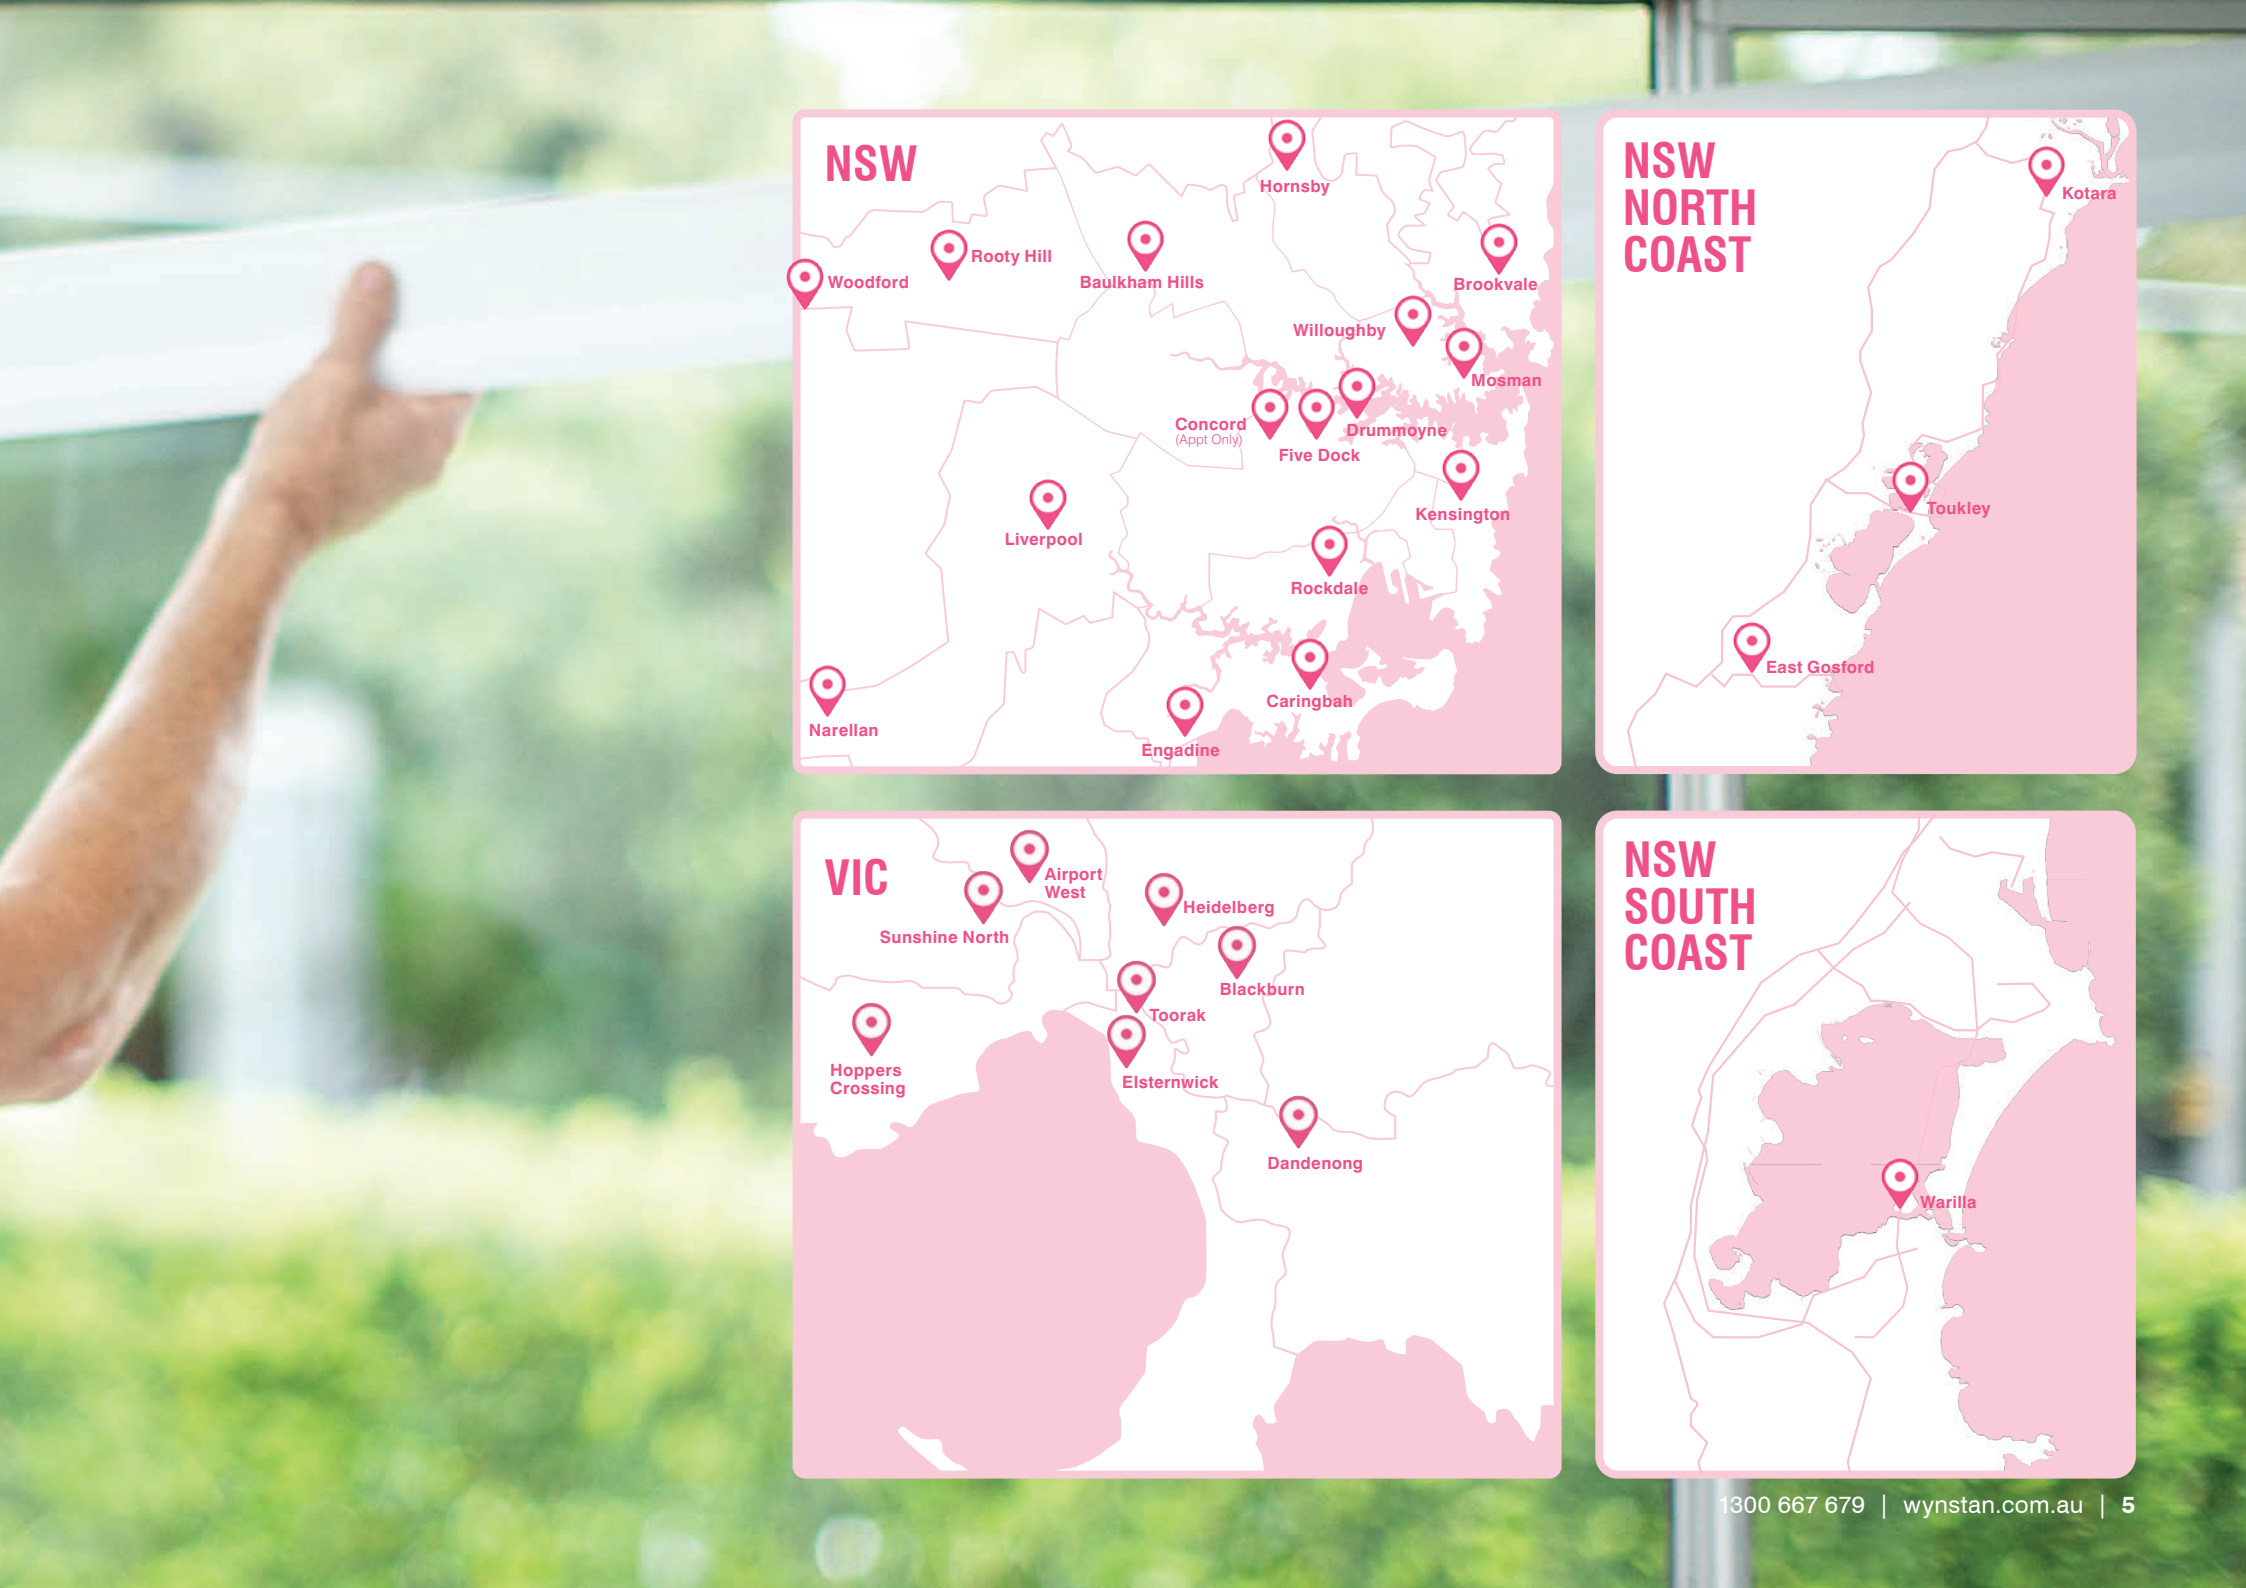 NSW
Hornsby
Rooty Hill
Woodford
Baulkham Hills
Brookvale
Willoughby
Mosman
Concord
(Appt Only)
Drummoyne
Five Dock
Kensington
Liverpool
Rockdale
Caringbah
Narellan
Engadine
NSW
NORTH
COAST
Kotara
Toukley
East Gosford
VIC
Airport
West
Heidelberg
Sunshine North
Blackburn
Toorak
Hoppers
Crossing
Elsternwick
Dandenong
NSW
SOUTH
COAST
Warilla
1300 667 679 | wynstan.com.au | 5